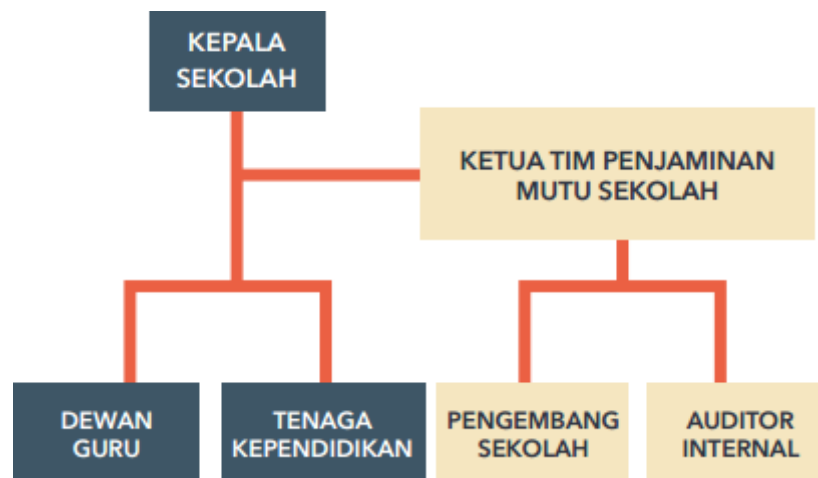 KEPALA
SEKOLAH
KETUA TIM PENJAMINAN
MUTU SEKOLAH
DEWAN
GURU
TENAGA
KEPENDIDIKAN
PENGEMBANG
SEKOLAH
AUDITOR
INTERNAL